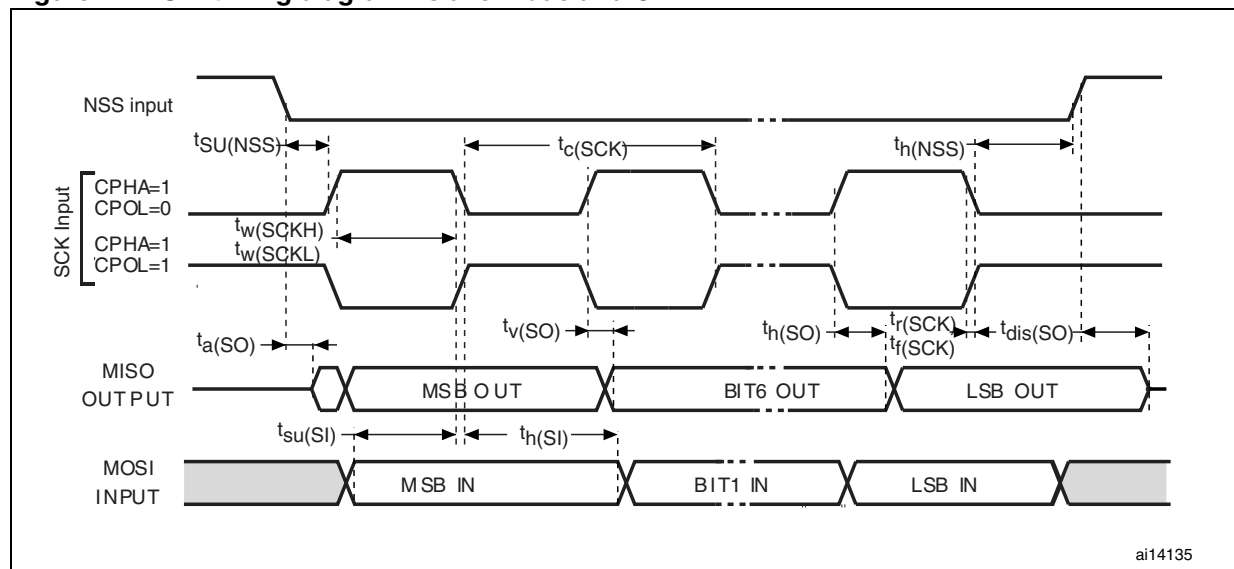 NSS input
tSU(NSS)
tc(SCK)
th(NSS)
SCK Input
CPHA=1
CPOL=0
tw(SCKH)
tw(SCKL)
CPHA=1
CPOL=1
tv(SO)
th(SO)
tr(SCK)
tf(SCK)
tdis(SO)
ta(SO)
MISO
OUTPUT
MSB OUT
BIT6 OUT
LSB OUT
tsu(SI)
th(SI)
MOSI
INPUT
MSB IN
BIT1 IN
LSB IN
ai14135